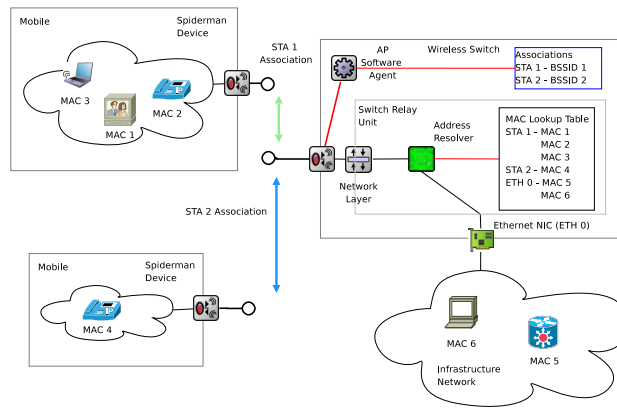 Mobile
Spiderman
Device
MAC 3
MAC 2
MAC 1
STA 1
Association
AP
Software
Agent
Wireless Switch
Associations
STA 1 - BSSID 1
STA 2 - BSSID 2
Switch Relay
Unit
Address
Resolver
Network
Layer
MAC Lookup Table
STA 1 - MAC 1
MAC 2
MAC 3
STA 2 - MAC 4
ETH 0 - MAC 5
MAC 6
STA 2 Association
Ethernet NIC (ETH 0)
Mobile
Spiderman
Device
MAC 4
MAC 6
MAC 5
Infrastructure
Network